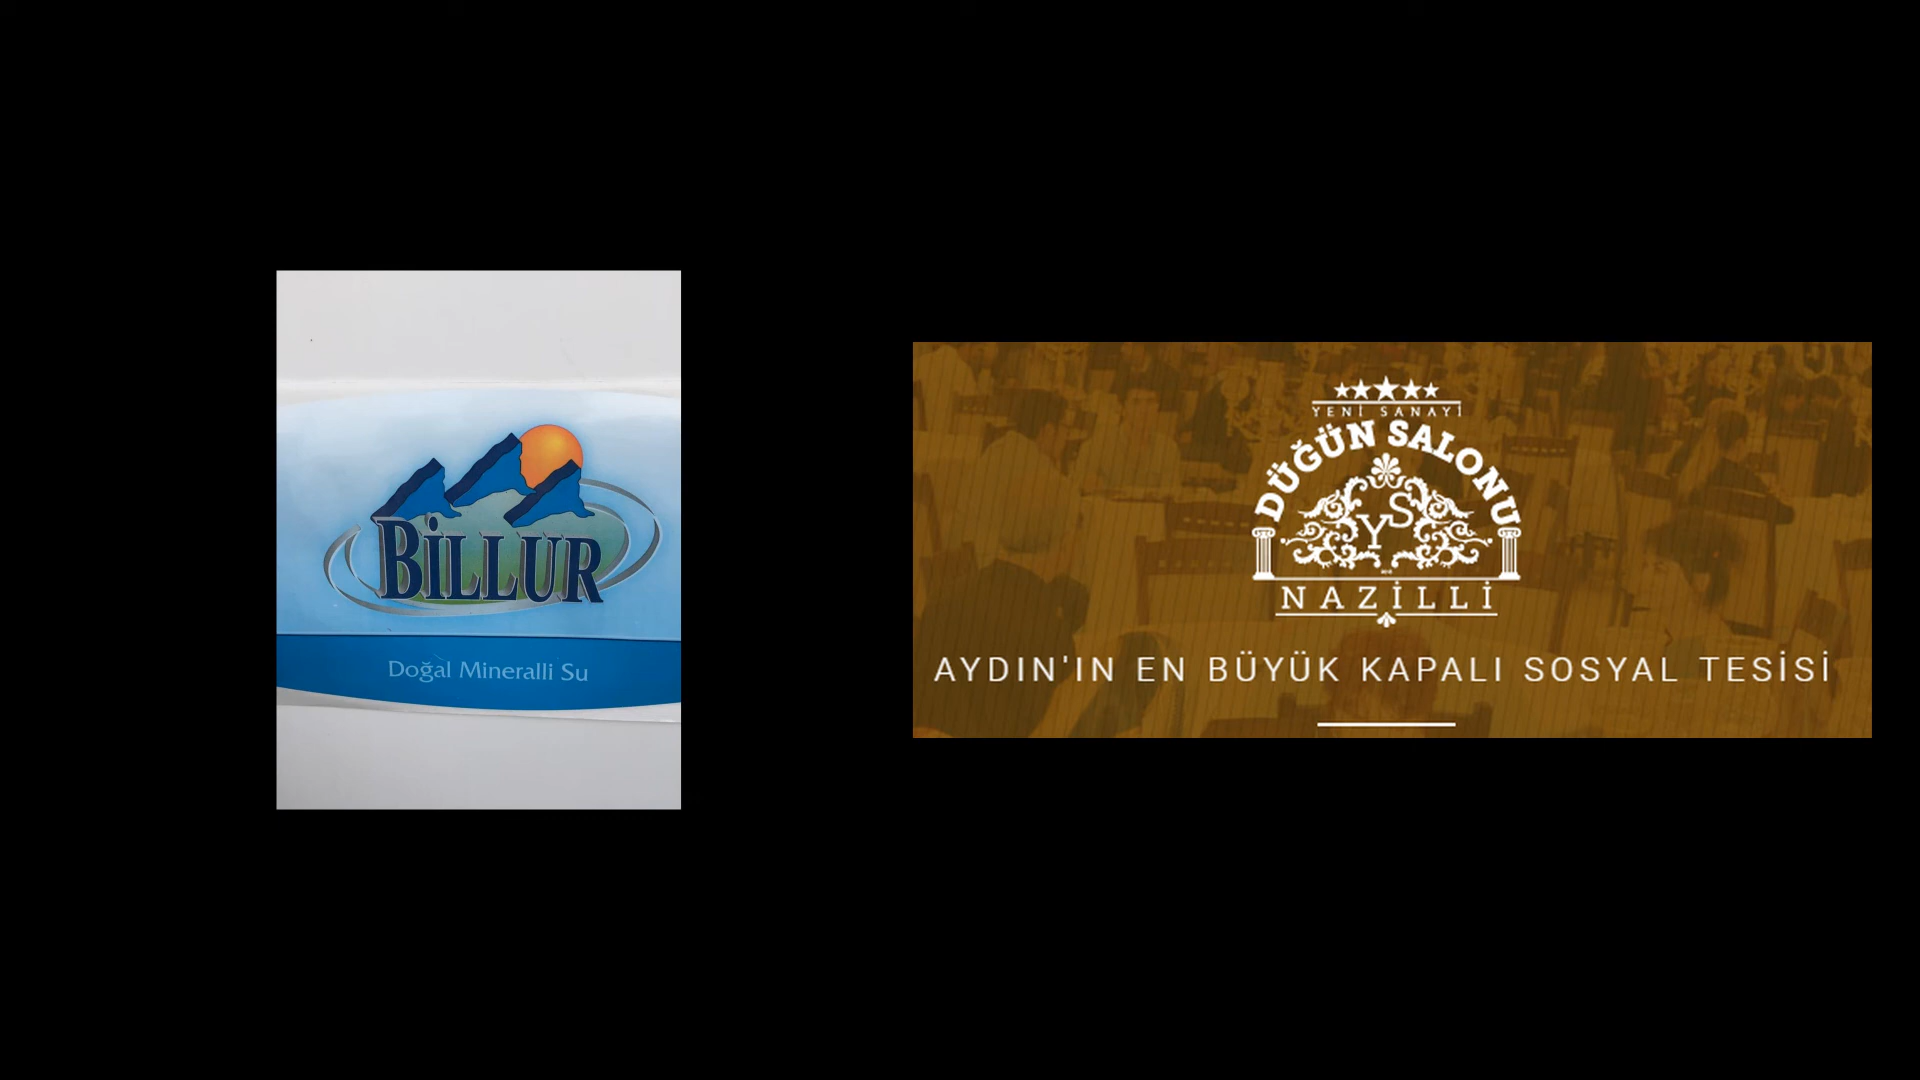 BİLLUR
Doğal Mineralli Su
YENİ SANAYİ
DÜĞÜN SALONU
YS
NAZİLLİ
AYDIN'IN EN BÜYÜK KAPALI SOSYAL TESİSİ